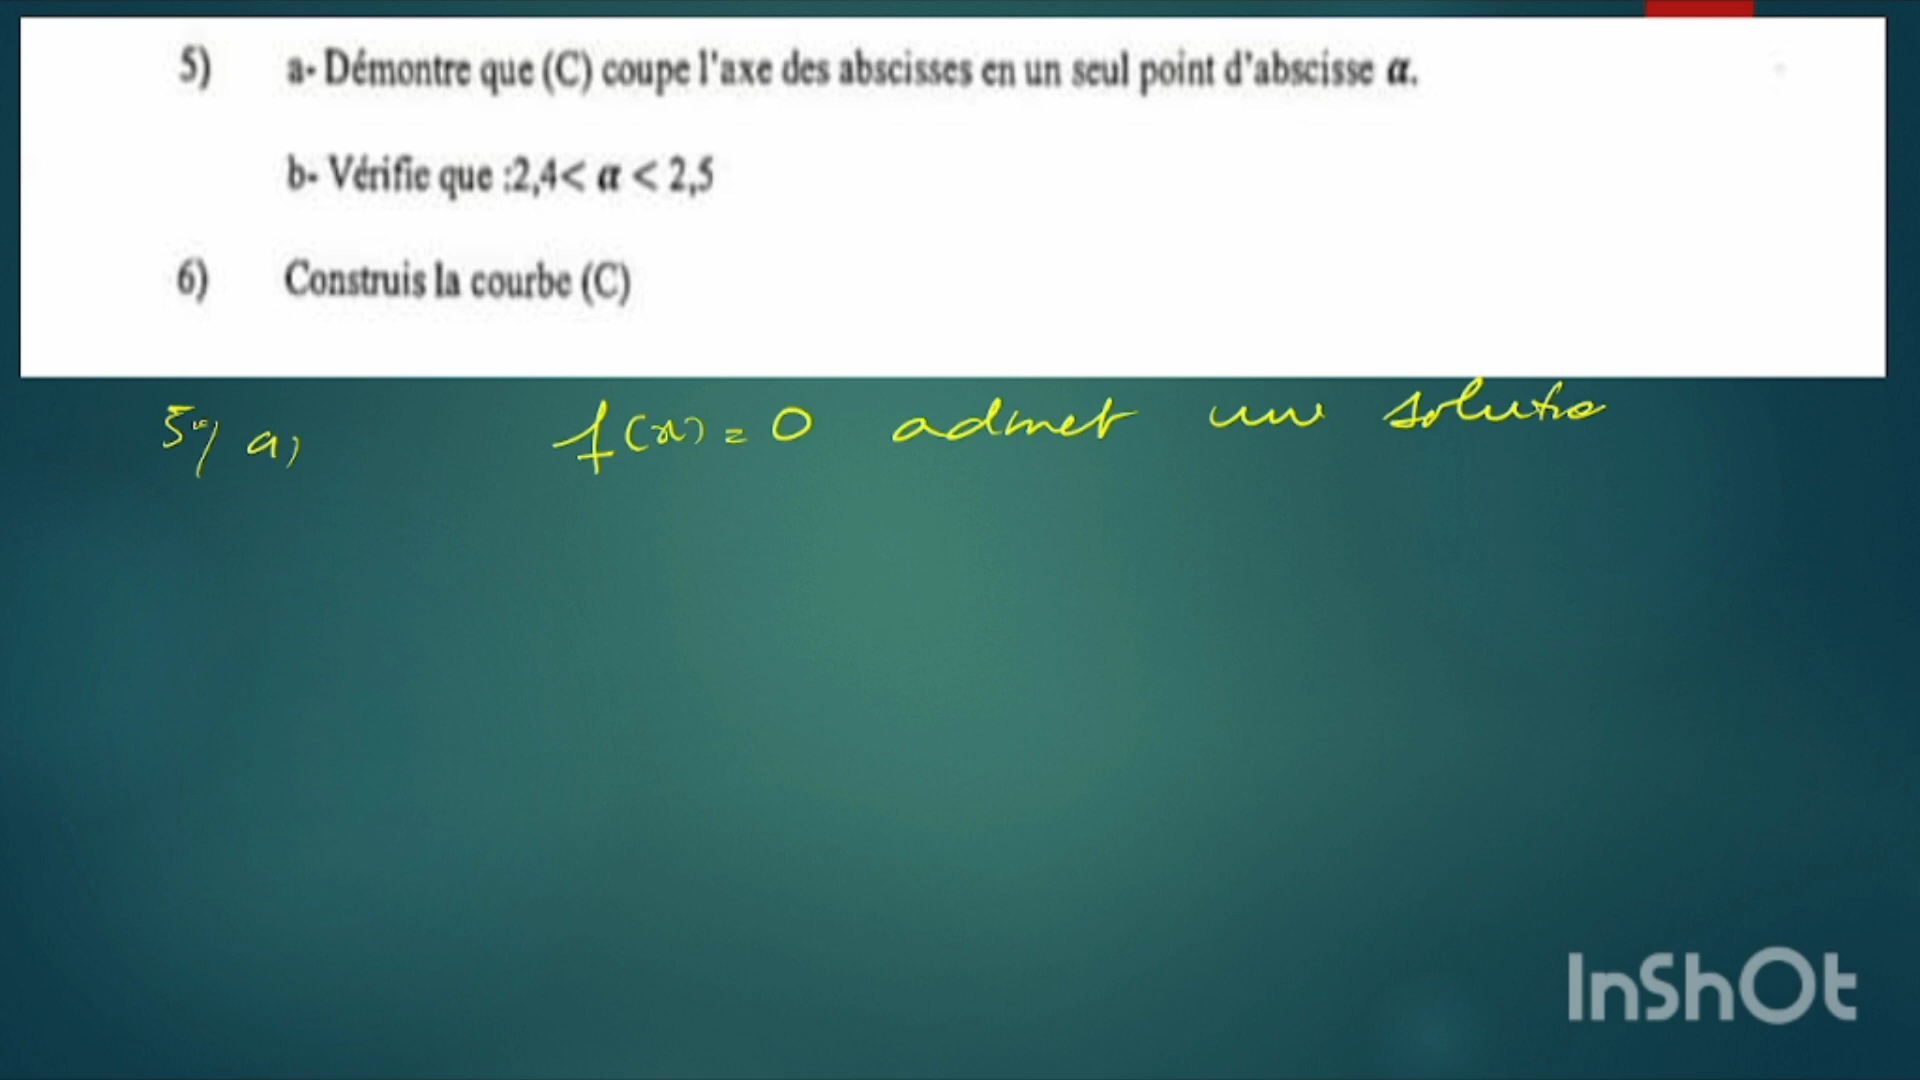 5) a- Démontre que (C) coupe l'axe des abscisses en un seul point d'abscisse α.
b- Vérifie que :2,4< α < 2,5
6) Construis la courbe (C)
5°/ a) f(x) = 0 admet une solutio
InShOt